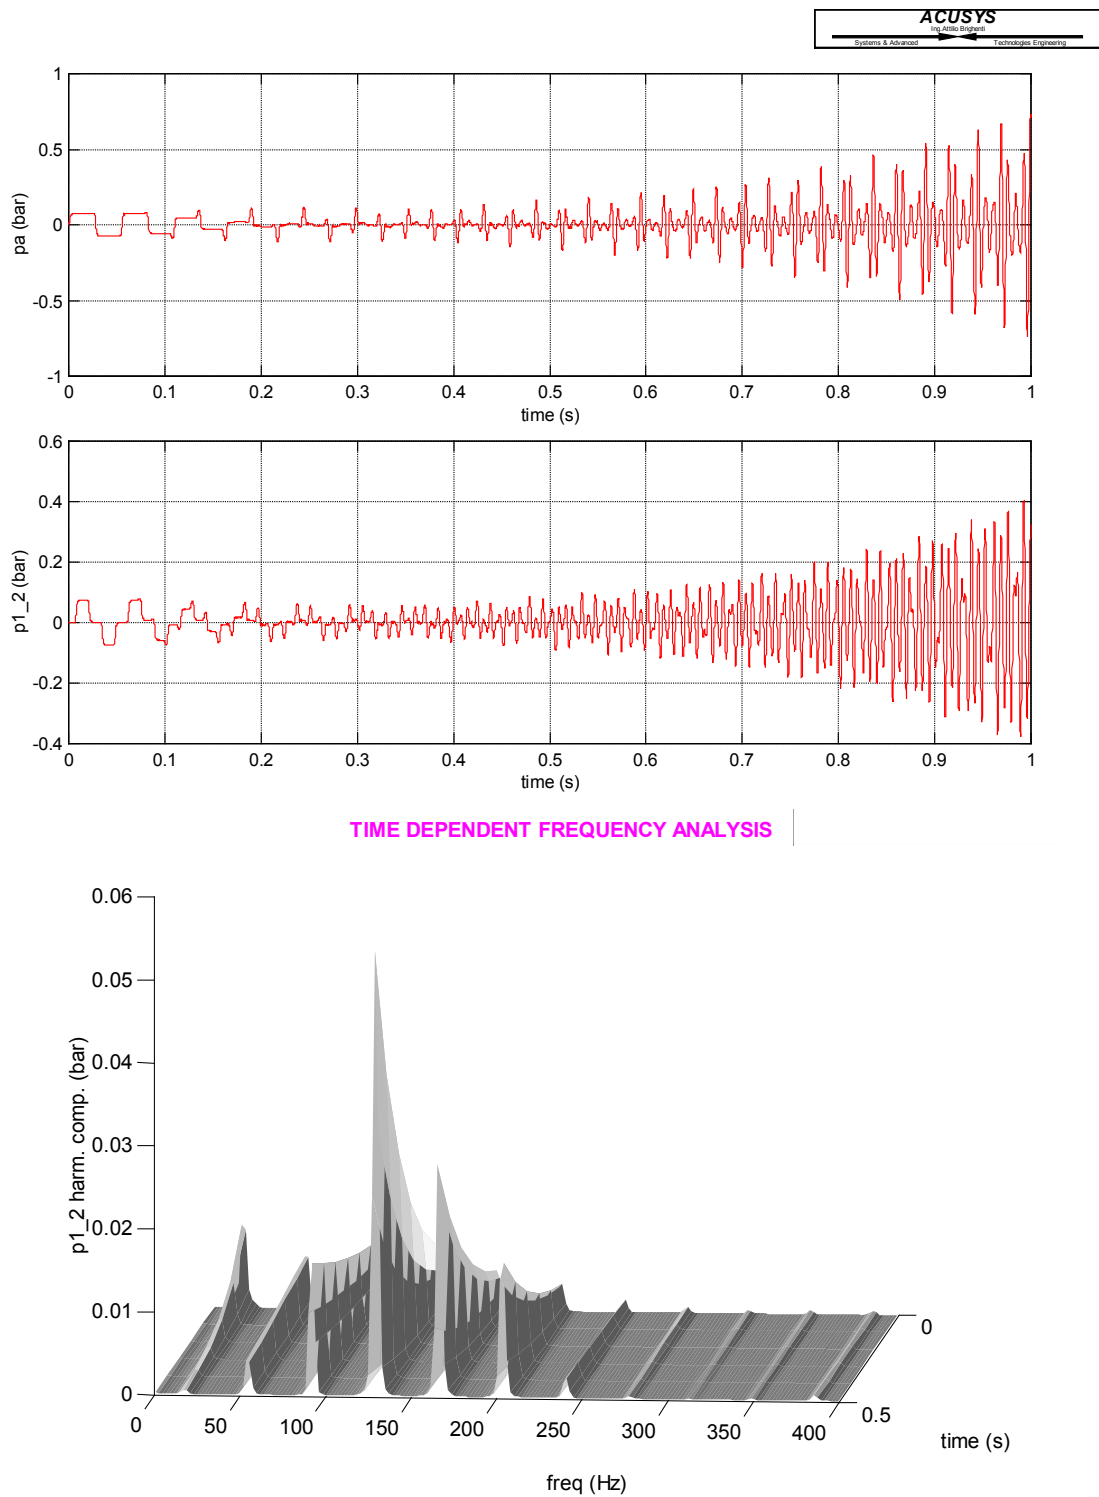 ACUSYS
Ing.Attilio Brighenti
Systems & Advanced Technologies Engineering
1
0.5
0
-0.5
-1
pa (bar)
0 0.1 0.2 0.3 0.4 0.5 0.6 0.7 0.8 0.9 1
time (s)
0.6
0.4
0.2
0
-0.2
-0.4
p1_2 (bar)
0 0.1 0.2 0.3 0.4 0.5 0.6 0.7 0.8 0.9 1
time (s)
TIME DEPENDENT FREQUENCY ANALYSIS
0.06
0.05
0.04
0.03
0.02
0.01
0
p1_2 harm. comp. (bar)
0 50 100 150 200 250 300 350 400
freq (Hz)
0
0.5
time (s)